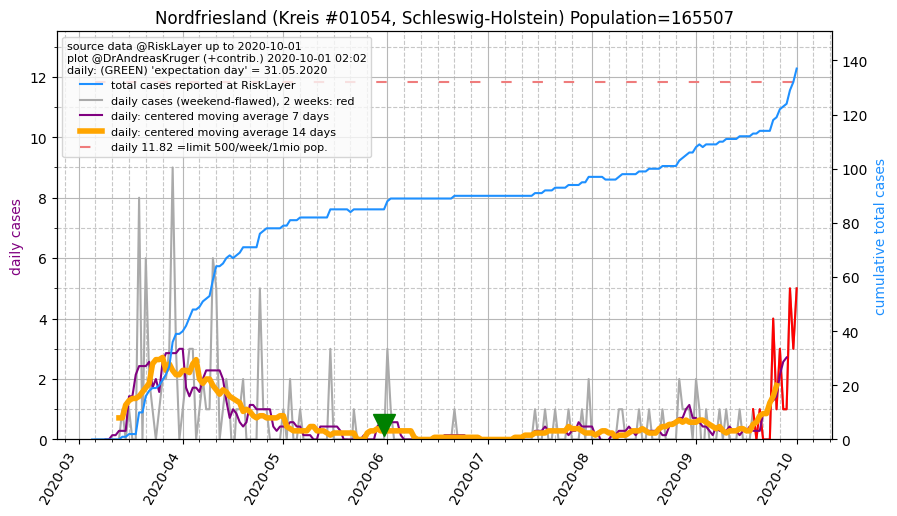 Nordfriesland (Kreis #01054, Schleswig-Holstein) Population=165507
source data @RiskLayer up to 2020-10-01
plot @DrAndreasKruger (+contrib.) 2020-10-01 02:02
daily: (GREEN) 'expectation day' = 31.05.2020
total cases reported at RiskLayer
daily cases (weekend-flawed), 2 weeks: red
daily: centered moving average 7 days
daily: centered moving average 14 days
daily 11.82 =limit 500/week/1mio pop.
daily cases
12
10
8
6
4
2
0
140
120
100
80
60
40
20
0
cumulative total cases
2020-03
2020-04
2020-05
2020-06
2020-07
2020-08
2020-09
2020-10